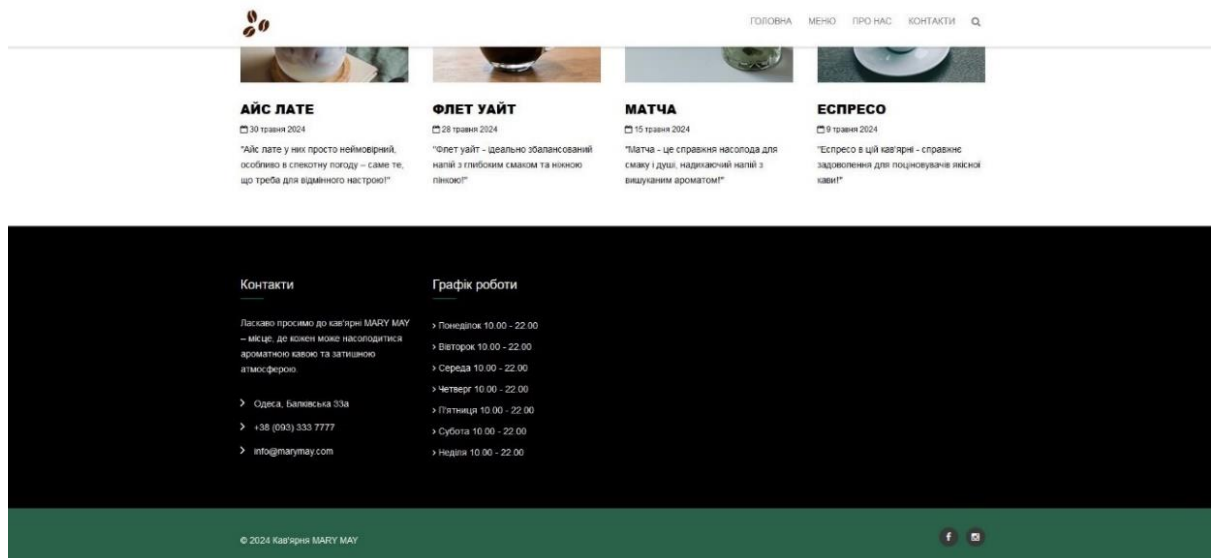 ГОЛОВНА МЕНЮ ПРО НАС КОНТАКТИ
АЙС ЛАТЕ
30 травня 2024
"Айс лате у них просто неймовірний,
особливо в спекотну погоду – саме те,
що треба для відмінного настрою!"
ФЛЕТ УАЙТ
28 травня 2024
"Флет уайт - ідеально збалансований
напій з глибоким смаком та ніжною
пінкою!"
МАТЧА
15 травня 2024
"Матча - це справжня насолода для
смаку і душі, надихаючий напій з
вишуканим ароматом!"
ЕСПРЕСО
9 травня 2024
"Еспресо в цій кав'ярні - справжнє
задоволення для поціновувачів якісної
кави!"
Контакти
Ласкаво просимо до кав'ярні MARY MAY
– місце, де кожен може насолодитися
ароматною кавою та затишною
атмосферою.
Одеса, Балківська 33а
+38 (093) 333 7777
info@marymay.com
Графік роботи
Понеділок 10.00 - 22.00
Вівторок 10.00 - 22.00
Середа 10.00 - 22.00
Четверг 10.00 - 22.00
П'ятниця 10.00 - 22.00
Субота 10.00 - 22.00
Неділя 10.00 - 22.00
© 2024 Кав'ярня MARY MAY